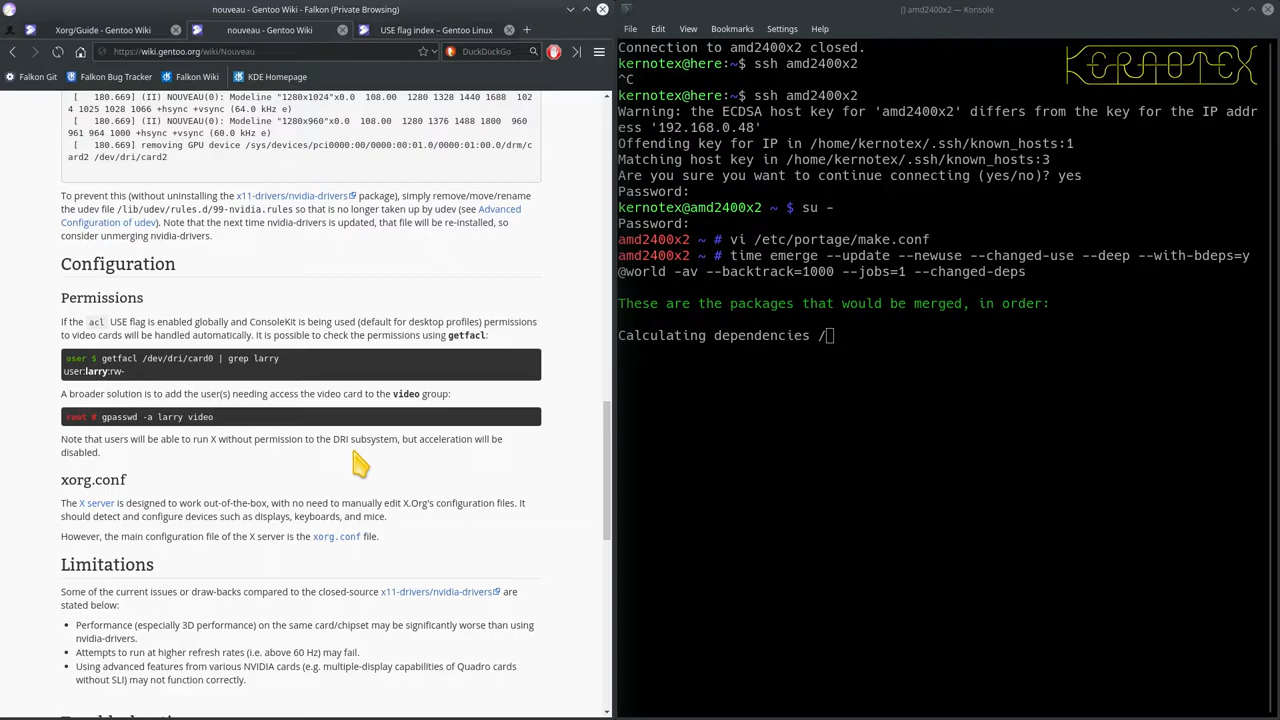 nouveau - Gentoo Wiki - Falkon (Private Browsing)
Xorg/Guide - Gentoo Wiki
nouveau - Gentoo Wiki
USE flag index – Gentoo Linux
https://wiki.gentoo.org/wiki/Nouveau
DuckDuckGo
Falkon Git
Falkon Bug Tracker
Falkon Wiki
KDE Homepage
[ 180.669] (II) NOUVEAU(0): Modeline "1280x1024"x0.0 108.00 1280 1328 1440 1688 102
4 1025 1028 1066 +hsync +vsync (64.0 kHz e)
[ 180.669] (II) NOUVEAU(0): Modeline "1280x960"x0.0 108.00 1280 1376 1488 1800 960
961 964 1000 +hsync +vsync (60.0 kHz e)
[ 180.669] removing GPU device /sys/devices/pci0000:00/0000:00:01.0/0000:01:00.0/drm/c
ard2 /dev/dri/card2
To prevent this (without uninstalling the x11-drivers/nvidia-drivers package), simply remove/move/rename
the udev file /lib/udev/rules.d/99-nvidia.rules so that is no longer taken up by udev (see Advanced
Configuration of udev). Note that the next time nvidia-drivers is updated, that file will be re-installed, so
consider unmerging nvidia-drivers.
Configuration
Permissions
If the acl USE flag is enabled globally and ConsoleKit is being used (default for desktop profiles) permissions
to video cards will be handled automatically. It is possible to check the permissions using getfacl:
user $ getfacl /dev/dri/card0 | grep larry
user:larry:rw-
A broader solution is to add the user(s) needing access the video card to the video group:
root # gpasswd -a larry video
Note that users will be able to run X without permission to the DRI subsystem, but acceleration will be
disabled.
xorg.conf
The X server is designed to work out-of-the-box, with no need to manually edit X.Org's configuration files. It
should detect and configure devices such as displays, keyboards, and mice.
However, the main configuration file of the X server is the xorg.conf file.
Limitations
Some of the current issues or draw-backs compared to the closed-source x11-drivers/nvidia-drivers are
stated below:
• Performance (especially 3D performance) on the same card/chipset may be significantly worse than using
nvidia-drivers.
• Attempts to run at higher refresh rates (i.e. above 60 Hz) may fail.
• Using advanced features from various NVIDIA cards (e.g. multiple-display capabilities of Quadro cards
without SLI) may not function correctly.
() amd2400x2 — Konsole
File Edit View Bookmarks Settings Help
KERNOTEX
Connection to amd2400x2 closed.
kernotex@here:~$ ssh amd2400x2
^C
kernotex@here:~$ ssh amd2400x2
Warning: the ECDSA host key for 'amd2400x2' differs from the key for the IP addr
ess '192.168.0.48'
Offending key for IP in /home/kernotex/.ssh/known_hosts:1
Matching host key in /home/kernotex/.ssh/known_hosts:3
Are you sure you want to continue connecting (yes/no)? yes
Password:
kernotex@amd2400x2 ~ $ su -
Password:
amd2400x2 ~ # vi /etc/portage/make.conf
amd2400x2 ~ # time emerge --update --newuse --changed-use --deep --with-bdeps=y
@world -av --backtrack=1000 --jobs=1 --changed-deps
These are the packages that would be merged, in order:
Calculating dependencies /